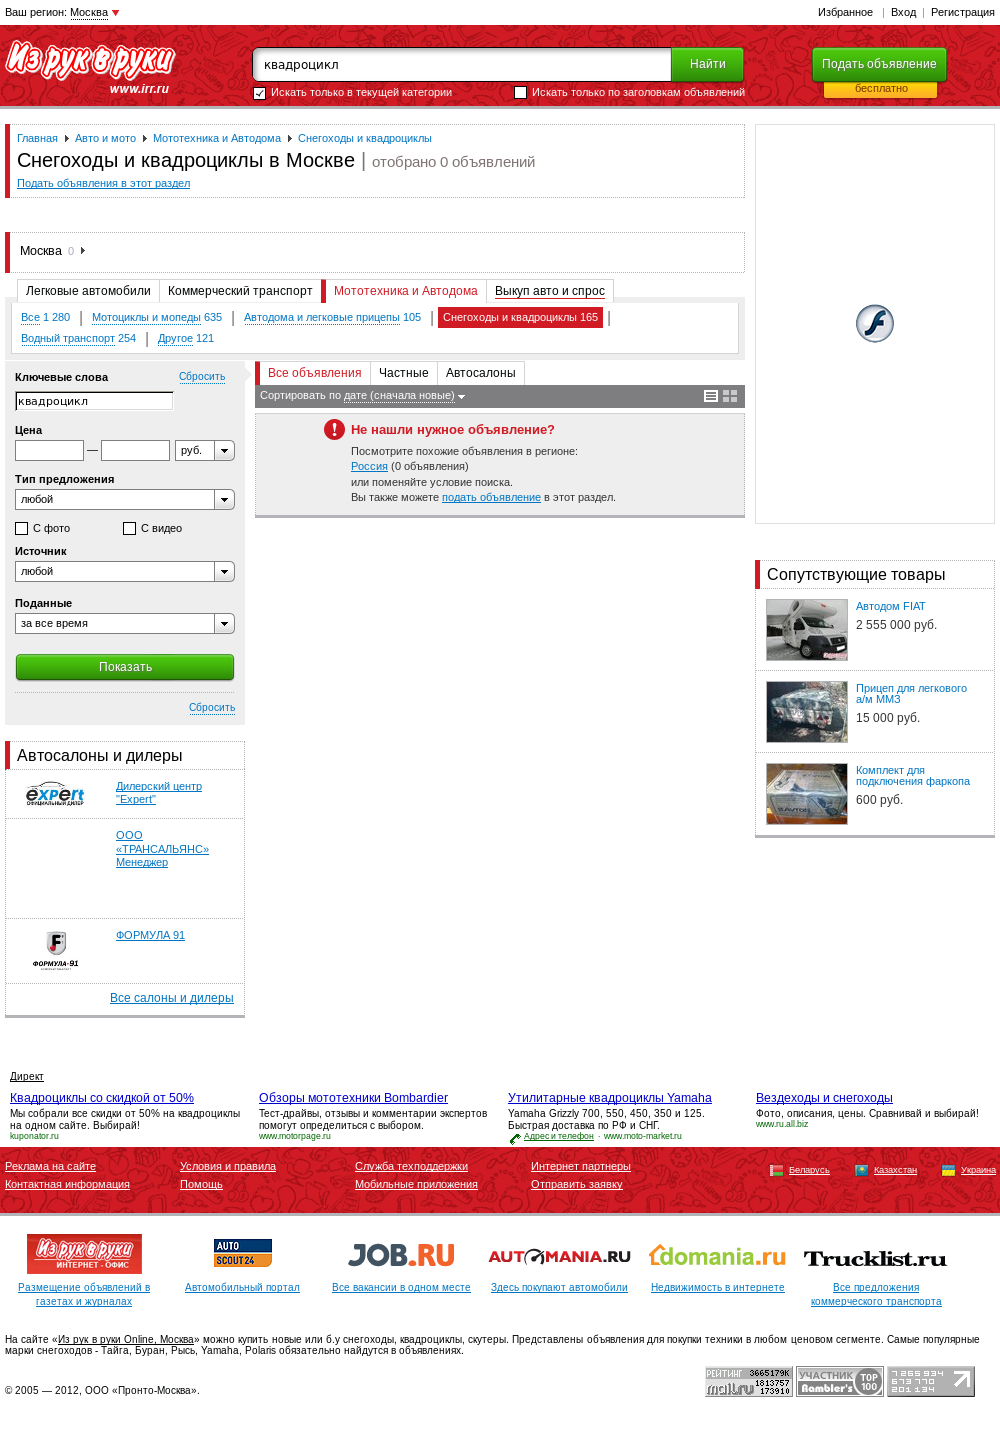 Ваш регион: Москва
Избранное | Вход | Регистрация
Из рук в руки
www.irr.ru
квадроцикл
Найти
Подать объявление
бесплатно
Искать только в текущей категории
Искать только по заголовкам объявлений
Главная Авто и мото Мототехника и Автодома Снегоходы и квадроциклы
Снегоходы и квадроциклы в Москве | отобрано 0 объявлений
Подать объявления в этот раздел
Москва 0
Легковые автомобили
Коммерческий транспорт
Мототехника и Автодома
Выкуп авто и спрос
Все 1 280 | Мотоциклы и мопеды 635 | Автодома и легковые прицепы 105 | Снегоходы и квадроциклы 165 |
Водный транспорт 254 | Другое 121
Ключевые слова
Сбросить
квадроцикл
Цена
— руб.
Тип предложения
любой
С фото
С видео
Источник
любой
Поданные
за все время
Показать
Сбросить
Все объявления
Частные
Автосалоны
Сортировать по дате (сначала новые)
Не нашли нужное объявление?
Посмотрите похожие объявления в регионе:
Россия (0 объявления)
или поменяйте условие поиска.
Вы также можете подать объявление в этот раздел.
Сопутствующие товары
Автодом FIAT
2 555 000 руб.
Прицеп для легкового
а/м ММЗ
15 000 руб.
Комплект для
подключения фаркопа
600 руб.
Автосалоны и дилеры
expert
ОФИЦИАЛЬНЫЙ ДИЛЕР
Дилерский центр
"Expert"
ООО
«ТРАНСАЛЬЯНС»
Менеджер
ФОРМУЛА-91
ФОРМУЛА 91
Все салоны и дилеры
Директ
Квадроциклы со скидкой от 50%
Мы собрали все скидки от 50% на квадроциклы
на одном сайте. Выбирай!
kuponator.ru
Обзоры мототехники Bombardier
Тест-драйвы, отзывы и комментарии экспертов
помогут определиться с выбором.
www.motorpage.ru
Утилитарные квадроциклы Yamaha
Yamaha Grizzly 700, 550, 450, 350 и 125.
Быстрая доставка по РФ и СНГ.
Адрес и телефон · www.moto-market.ru
Вездеходы и снегоходы
Фото, описания, цены. Сравнивай и выбирай!
www.ru.all.biz
Реклама на сайте
Условия и правила
Служба техподдержки
Интернет партнеры
Беларусь
Казахстан
Украина
Контактная информация
Помощь
Мобильные приложения
Отправить заявку
Из рук в руки
ИНТЕРНЕТ - ОФИС
AUTO
SCOUT24
JOB.RU
AUTOMANIA.RU
domania.ru
Trucklist.ru
Размещение объявлений в
газетах и журналах
Автомобильный портал
Все вакансии в одном месте
Здесь покупают автомобили
Недвижимость в интернете
Все предложения
коммерческого транспорта
На сайте «Из рук в руки Online, Москва» можно купить новые или б.у снегоходы, квадроциклы, скутеры. Представлены объявления для покупки техники в любом ценовом сегменте. Самые популярные
марки снегоходов - Тайга, Буран, Рысь, Yamaha, Polaris обязательно найдутся в объявлениях.
© 2005 — 2012, ООО «Пронто-Москва».
РЕЙТИНГ 3665179K
1813757
mail.ru 173910
УЧАСТНИК
Rambler's
TOP
100
7 265 934
673 770
201 134